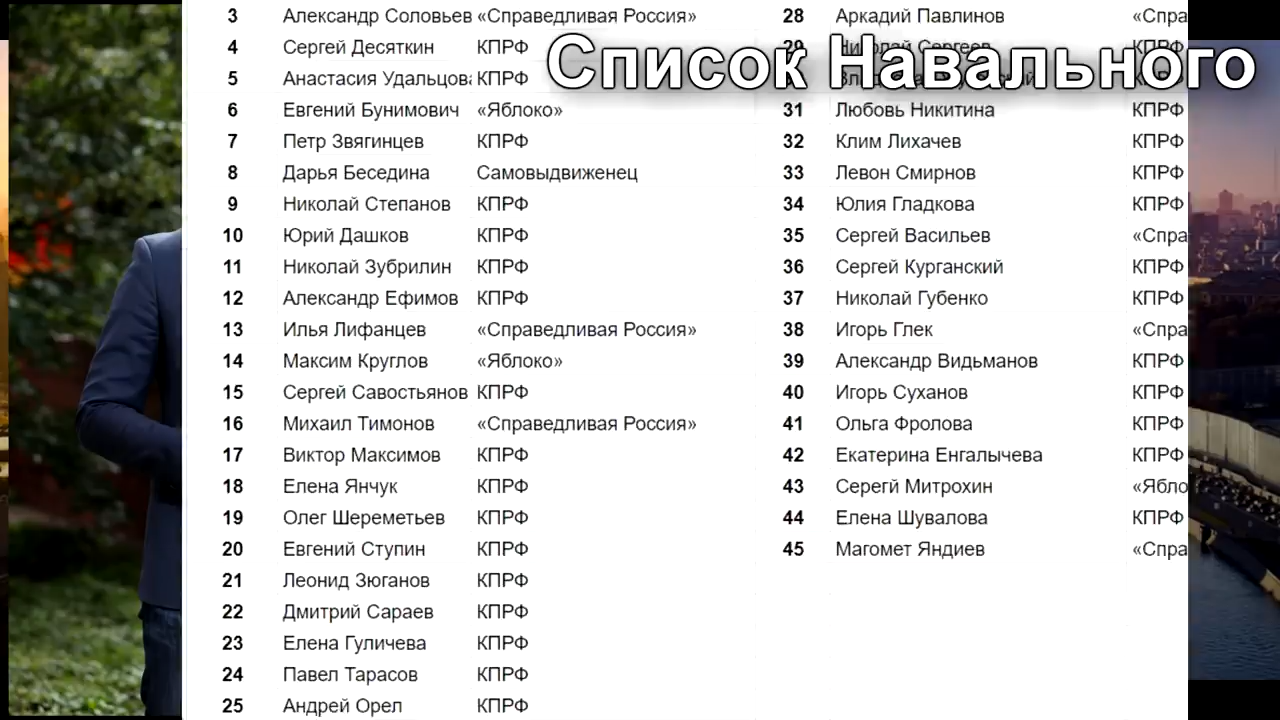 Список Навального
3 Александр Соловьев «Справедливая Россия»
4 Сергей Десяткин КПРФ
5 Анастасия Удальцова КПРФ
6 Евгений Бунимович «Яблоко»
7 Петр Звягинцев КПРФ
8 Дарья Беседина Самовыдвиженец
9 Николай Степанов КПРФ
10 Юрий Дашков КПРФ
11 Николай Зубрилин КПРФ
12 Александр Ефимов КПРФ
13 Илья Лифанцев «Справедливая Россия»
14 Максим Круглов «Яблоко»
15 Сергей Савостьянов КПРФ
16 Михаил Тимонов «Справедливая Россия»
17 Виктор Максимов КПРФ
18 Елена Янчук КПРФ
19 Олег Шереметьев КПРФ
20 Евгений Ступин КПРФ
21 Леонид Зюганов КПРФ
22 Дмитрий Сараев КПРФ
23 Елена Гуличева КПРФ
24 Павел Тарасов КПРФ
25 Андрей Орел КПРФ
28 Аркадий Павлинов «Спра
29 Николай Сергеев
31 Любовь Никитина КПРФ
32 Клим Лихачев КПРФ
33 Левон Смирнов КПРФ
34 Юлия Гладкова КПРФ
35 Сергей Васильев «Спра
36 Сергей Курганский КПРФ
37 Николай Губенко КПРФ
38 Игорь Глек «Спра
39 Александр Видьманов КПРФ
40 Игорь Суханов КПРФ
41 Ольга Фролова КПРФ
42 Екатерина Енгалычева КПРФ
43 Серегй Митрохин «Ябло
44 Елена Шувалова КПРФ
45 Магомет Яндиев «Спра